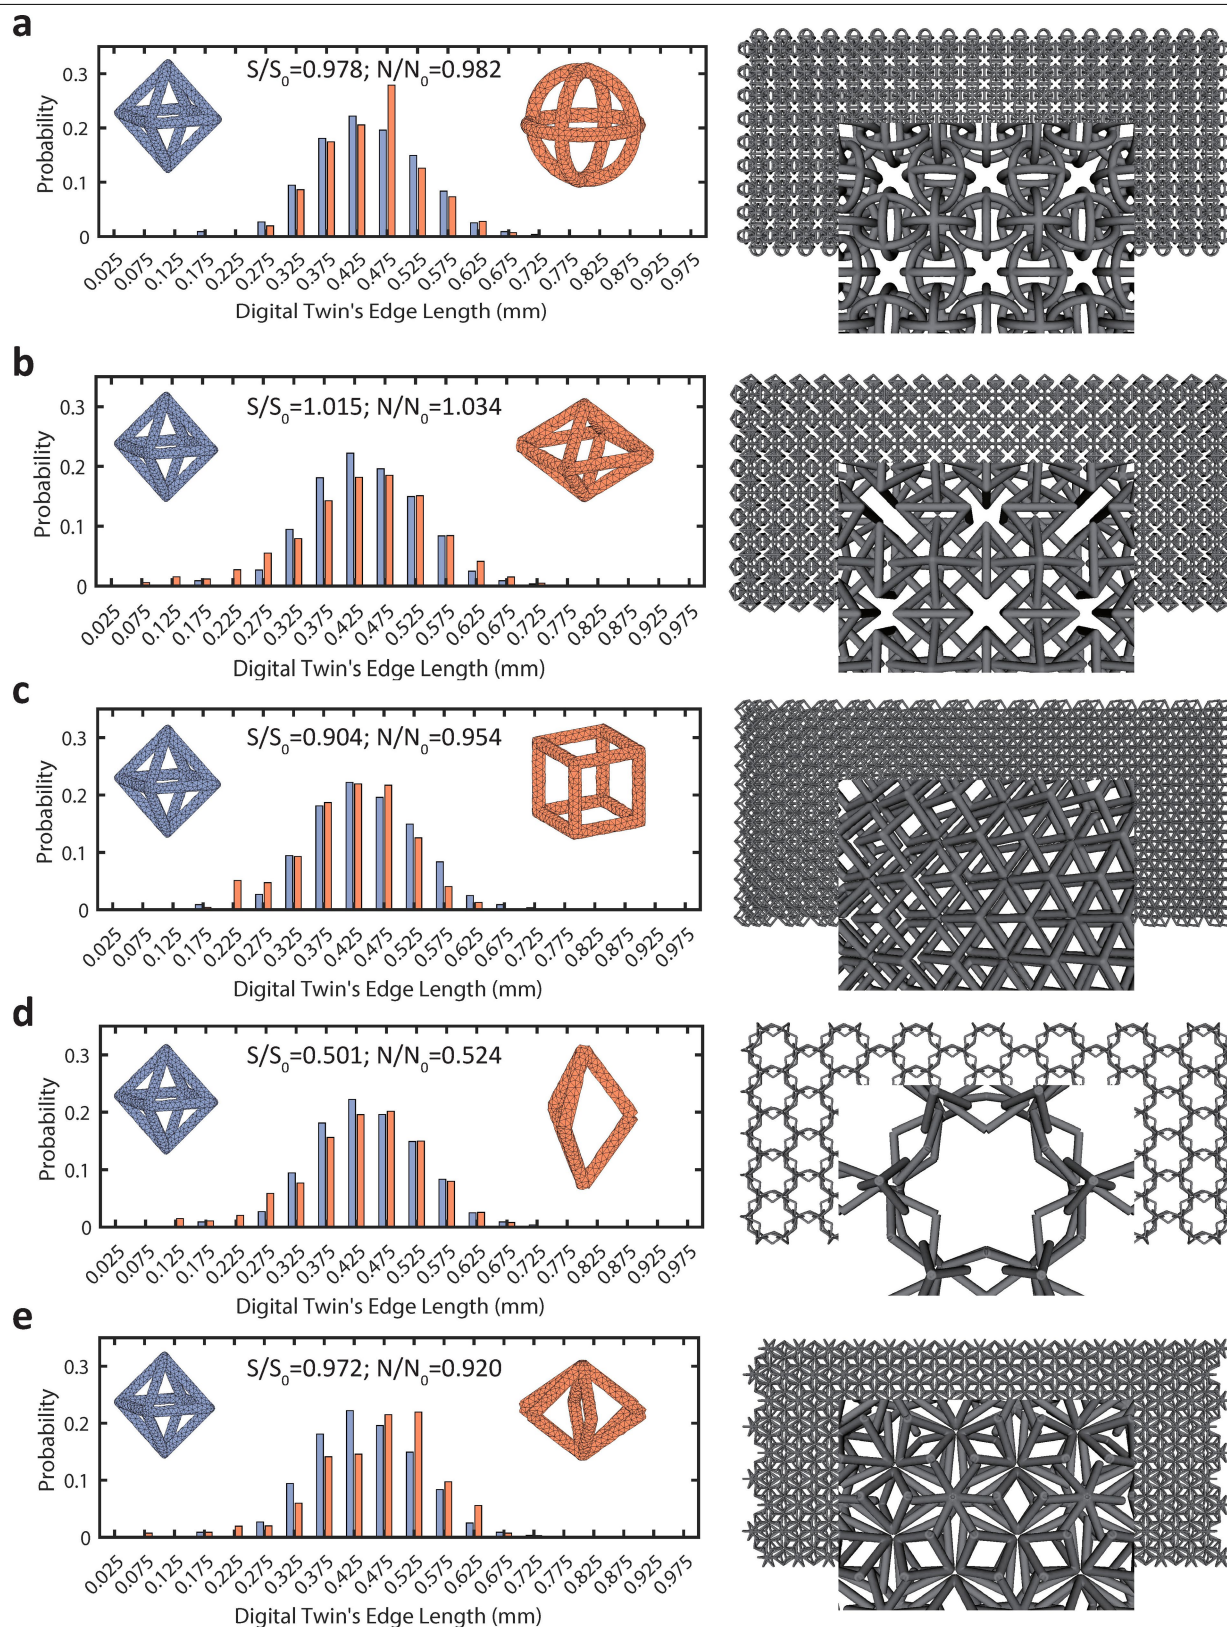 a
S/S0=0.978; N/N0=0.982
Probability
0.3
0.2
0.1
0
0.025 0.075 0.125 0.175 0.225 0.275 0.325 0.375 0.425 0.475 0.525 0.575 0.625 0.675 0.725 0.775 0.825 0.875 0.925 0.975
Digital Twin's Edge Length (mm)
b
S/S0=1.015; N/N0=1.034
Probability
0.3
0.2
0.1
0
0.025 0.075 0.125 0.175 0.225 0.275 0.325 0.375 0.425 0.475 0.525 0.575 0.625 0.675 0.725 0.775 0.825 0.875 0.925 0.975
Digital Twin's Edge Length (mm)
c
S/S0=0.904; N/N0=0.954
Probability
0.3
0.2
0.1
0
0.025 0.075 0.125 0.175 0.225 0.275 0.325 0.375 0.425 0.475 0.525 0.575 0.625 0.675 0.725 0.775 0.825 0.875 0.925 0.975
Digital Twin's Edge Length (mm)
d
S/S0=0.501; N/N0=0.524
Probability
0.3
0.2
0.1
0
0.025 0.075 0.125 0.175 0.225 0.275 0.325 0.375 0.425 0.475 0.525 0.575 0.625 0.675 0.725 0.775 0.825 0.875 0.925 0.975
Digital Twin's Edge Length (mm)
e
S/S0=0.972; N/N0=0.920
Probability
0.3
0.2
0.1
0
0.025 0.075 0.125 0.175 0.225 0.275 0.325 0.375 0.425 0.475 0.525 0.575 0.625 0.675 0.725 0.775 0.825 0.875 0.925 0.975
Digital Twin's Edge Length (mm)